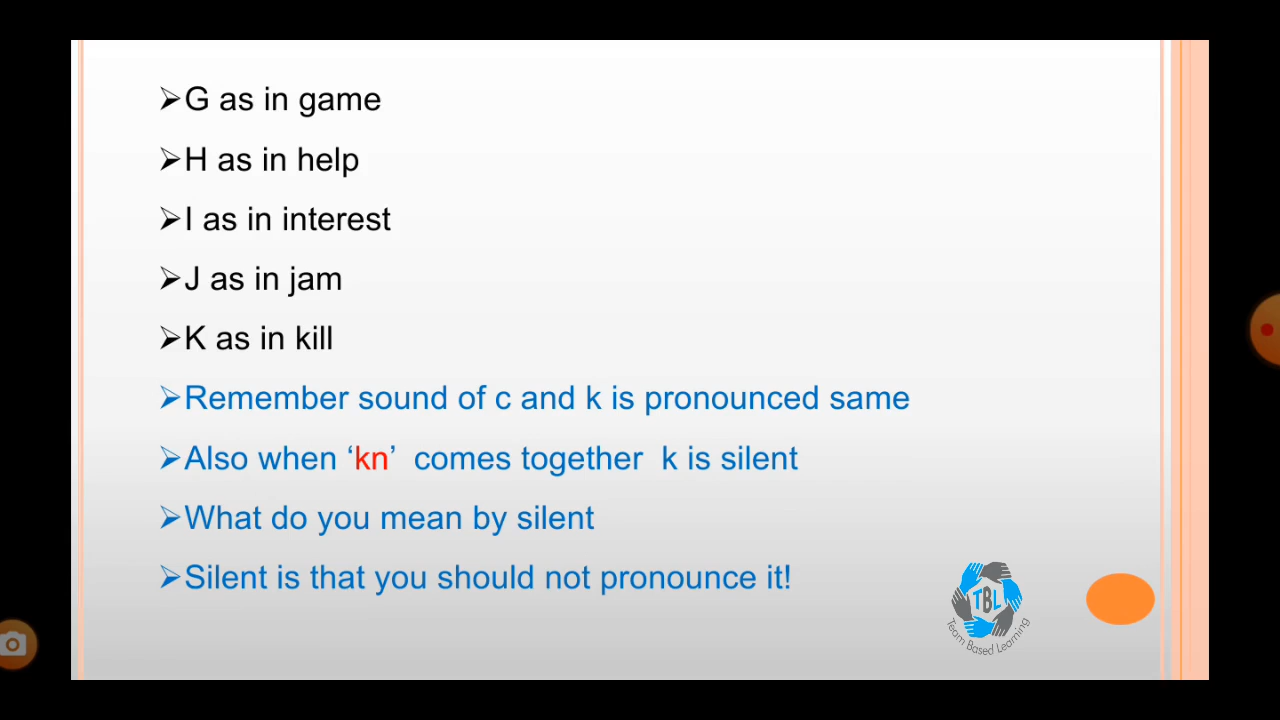 ➢G as in game
➢H as in help
➢I as in interest
➢J as in jam
➢K as in kill
➢Remember sound of c and k is pronounced same
➢Also when ‘kn’ comes together k is silent
➢What do you mean by silent
➢Silent is that you should not pronounce it!
TBL
Team Based Learning